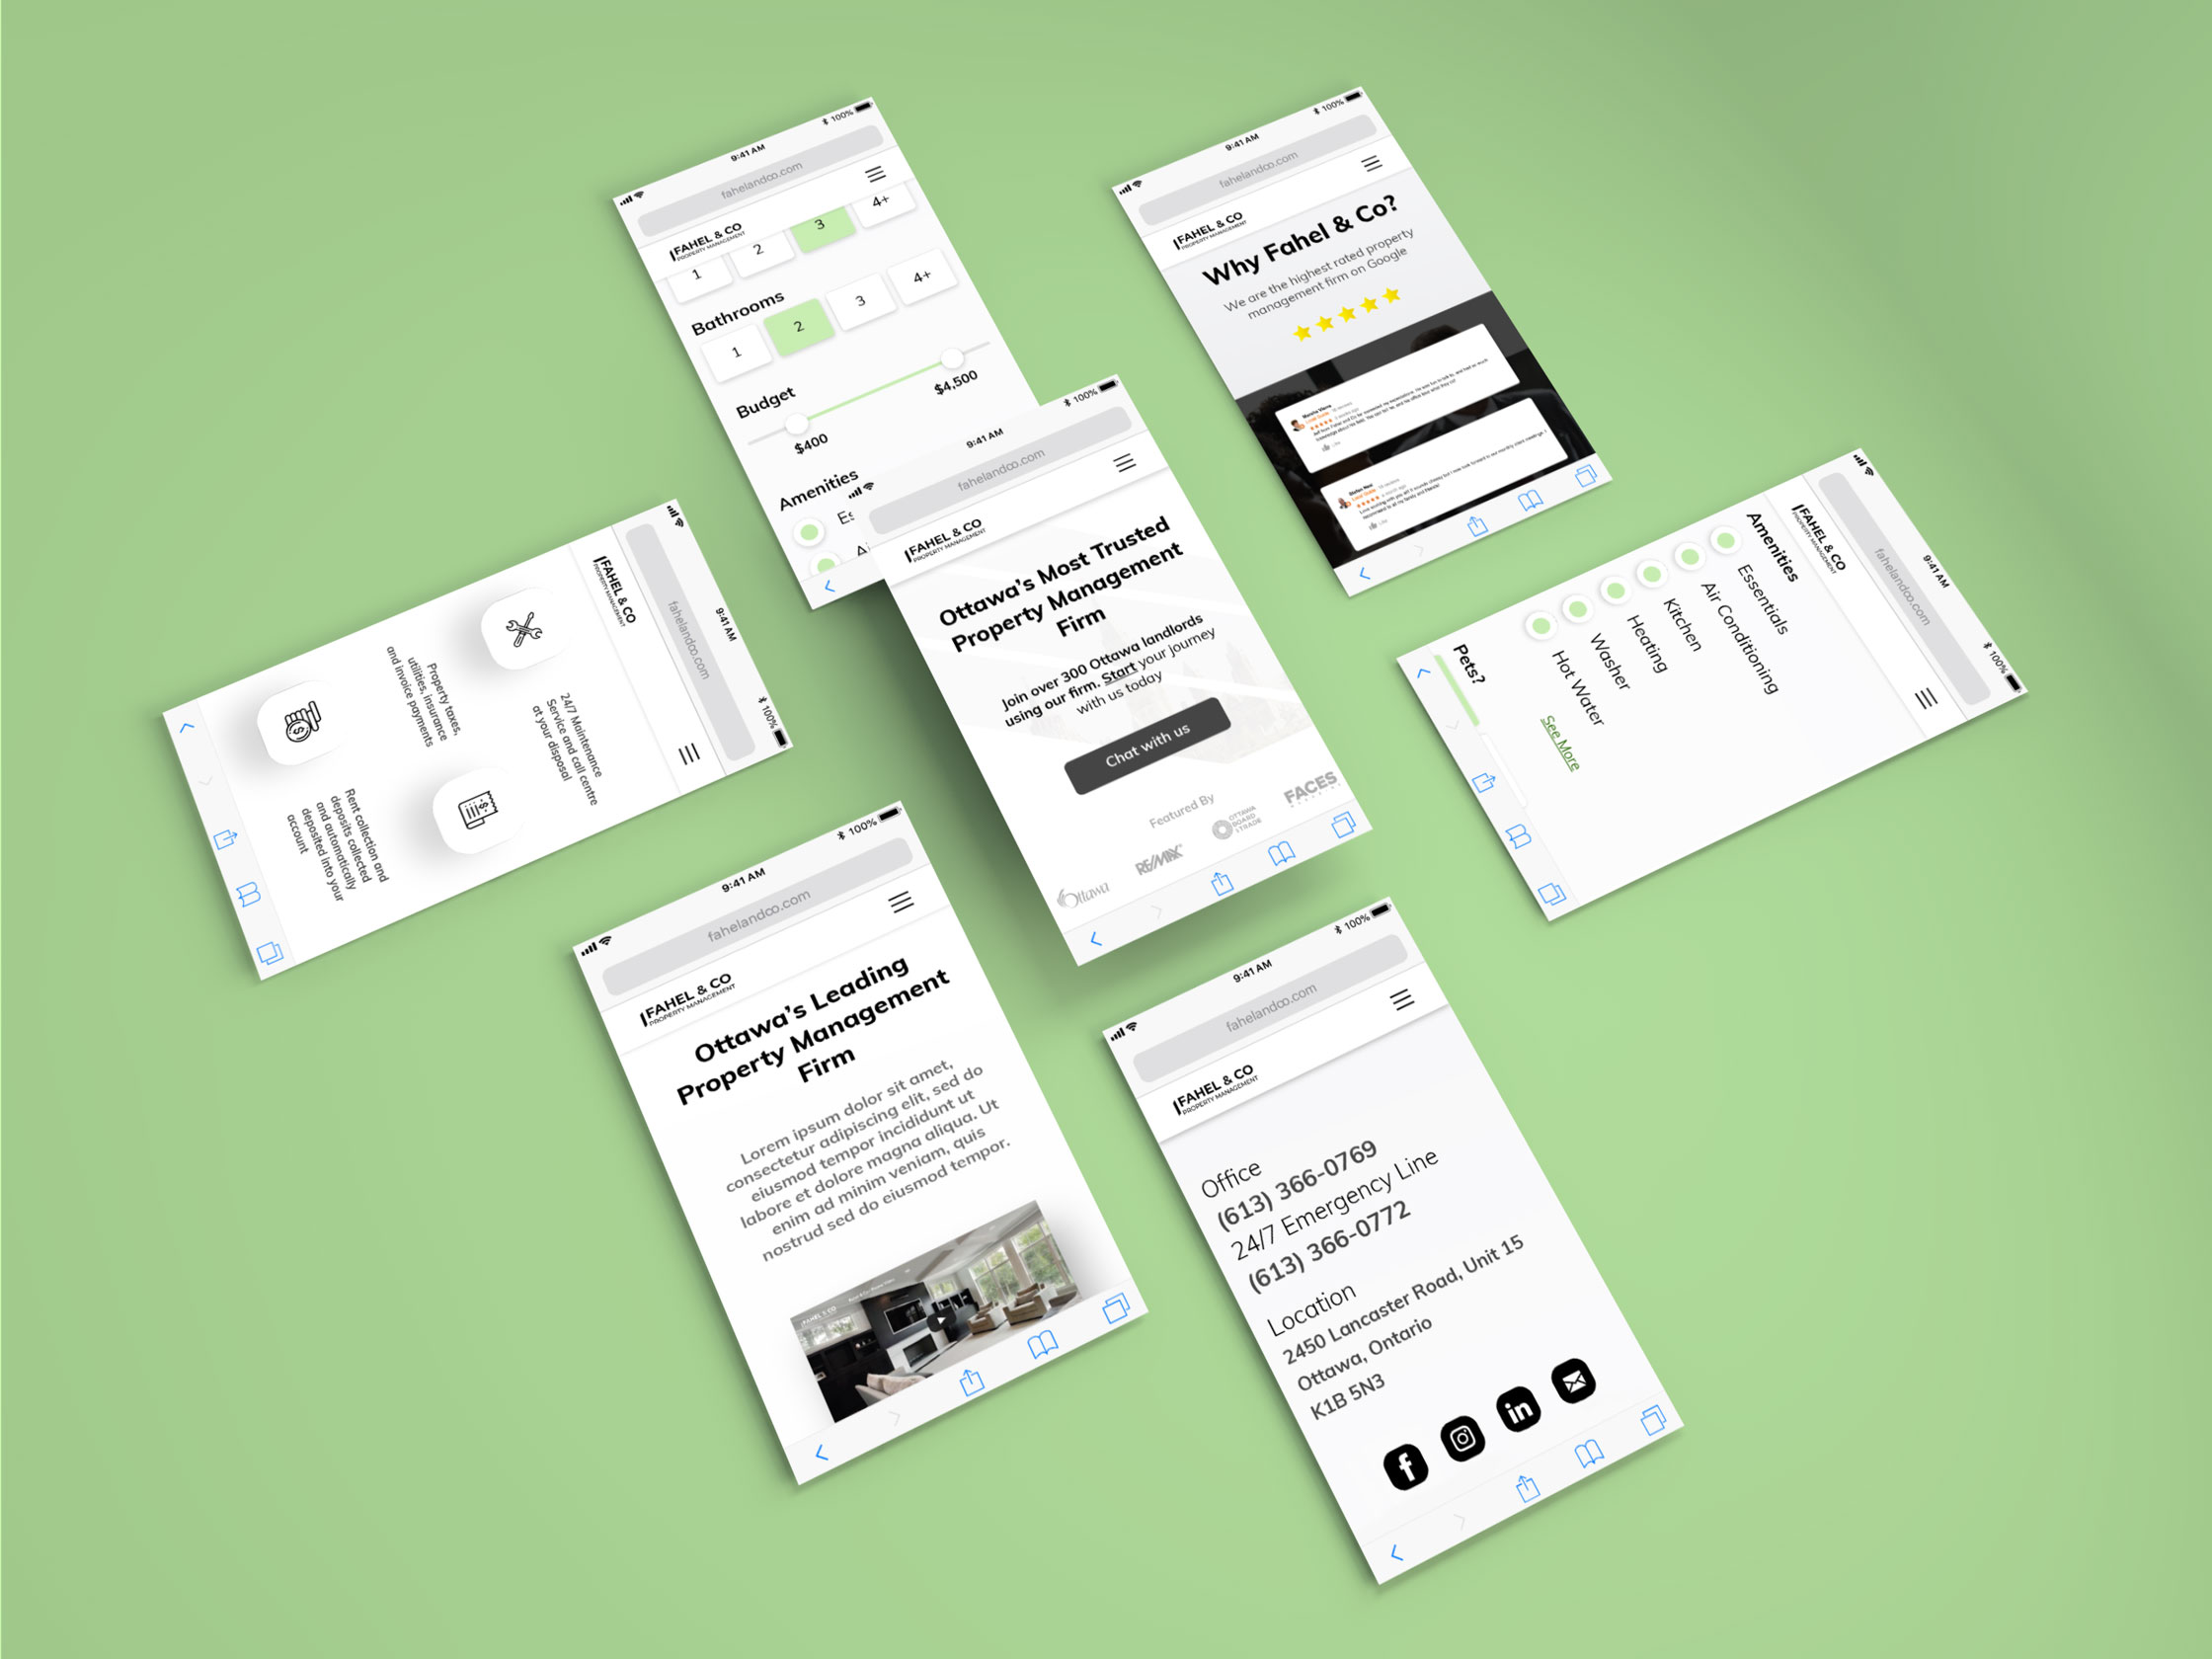 100%
9:41 AM
fahelandco.com
FAHEL & CO
PROPERTY MANAGEMENT
1
2
3
4+
Bathrooms
1
2
3
4+
Budget
$400
$4,500
Amenities
100%
9:41 AM
fahelandco.com
FAHEL & CO
PROPERTY MANAGEMENT
Why Fahel & Co?
We are the highest rated property
management firm on Google
9:41 AM
100%
fahelandco.com
FAHEL & CO
PROPERTY MANAGEMENT
24/7 Maintenance
Service and call centre
at your disposal
Property taxes,
utilities, insurance
and invoice payments
Rent collection and
deposits collected
and automatically
deposited into your
account
100%
9:41 AM
fahelandco.com
FAHEL & CO
PROPERTY MANAGEMENT
Ottawa's Most Trusted
Property Management
Firm
Join over 300 Ottawa landlords
using our firm. Start your journey
with us today
Chat with us
Featured By
Ottawa
RE/MAX
OTTAWA
BOARD
of TRADE
FACES
9:41 AM
100%
fahelandco.com
FAHEL & CO
PROPERTY MANAGEMENT
Amenities
Essentials
Air Conditioning
Kitchen
Heating
Washer
Hot Water
See More
Pets?
100%
9:41 AM
fahelandco.com
FAHEL & CO
PROPERTY MANAGEMENT
Ottawa's Leading
Property Management
Firm
Lorem ipsum dolor sit amet,
consectetur adipiscing elit, sed do
eiusmod tempor incididunt ut
labore et dolore magna aliqua. Ut
enim ad minim veniam, quis
nostrud sed do eiusmod tempor.
FAHEL & CO
100%
9:41 AM
fahelandco.com
FAHEL & CO
PROPERTY MANAGEMENT
Office
(613) 366-0769
24/7 Emergency Line
(613) 366-0772
Location
2450 Lancaster Road, Unit 15
Ottawa, Ontario
K1B 5N3